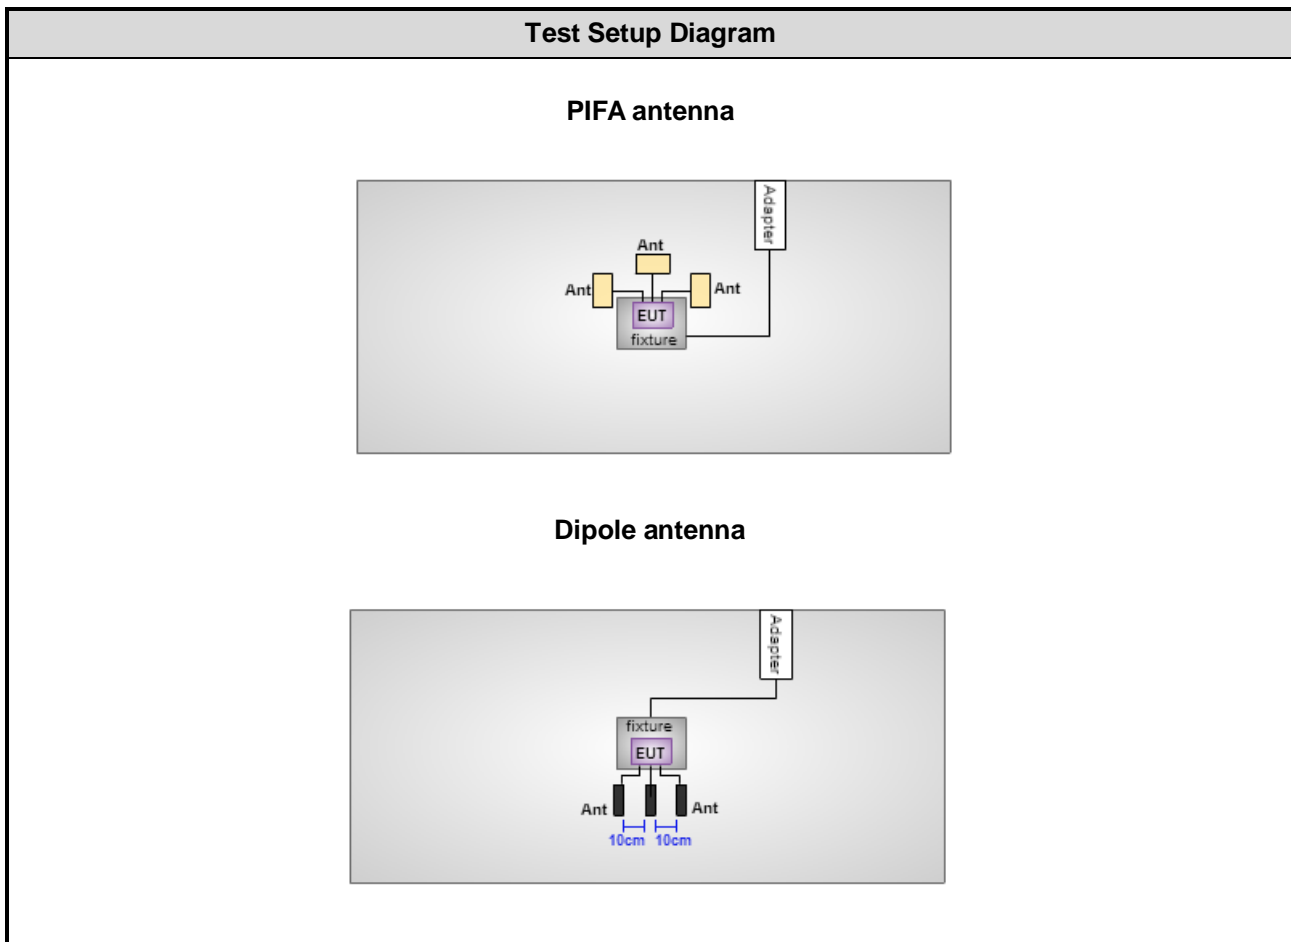 Test Setup Diagram
PIFA antenna
Adapter
Ant
Ant
Ant
EUT
fixture
Dipole antenna
Adapter
fixture
EUT
Ant
Ant
10cm
10cm